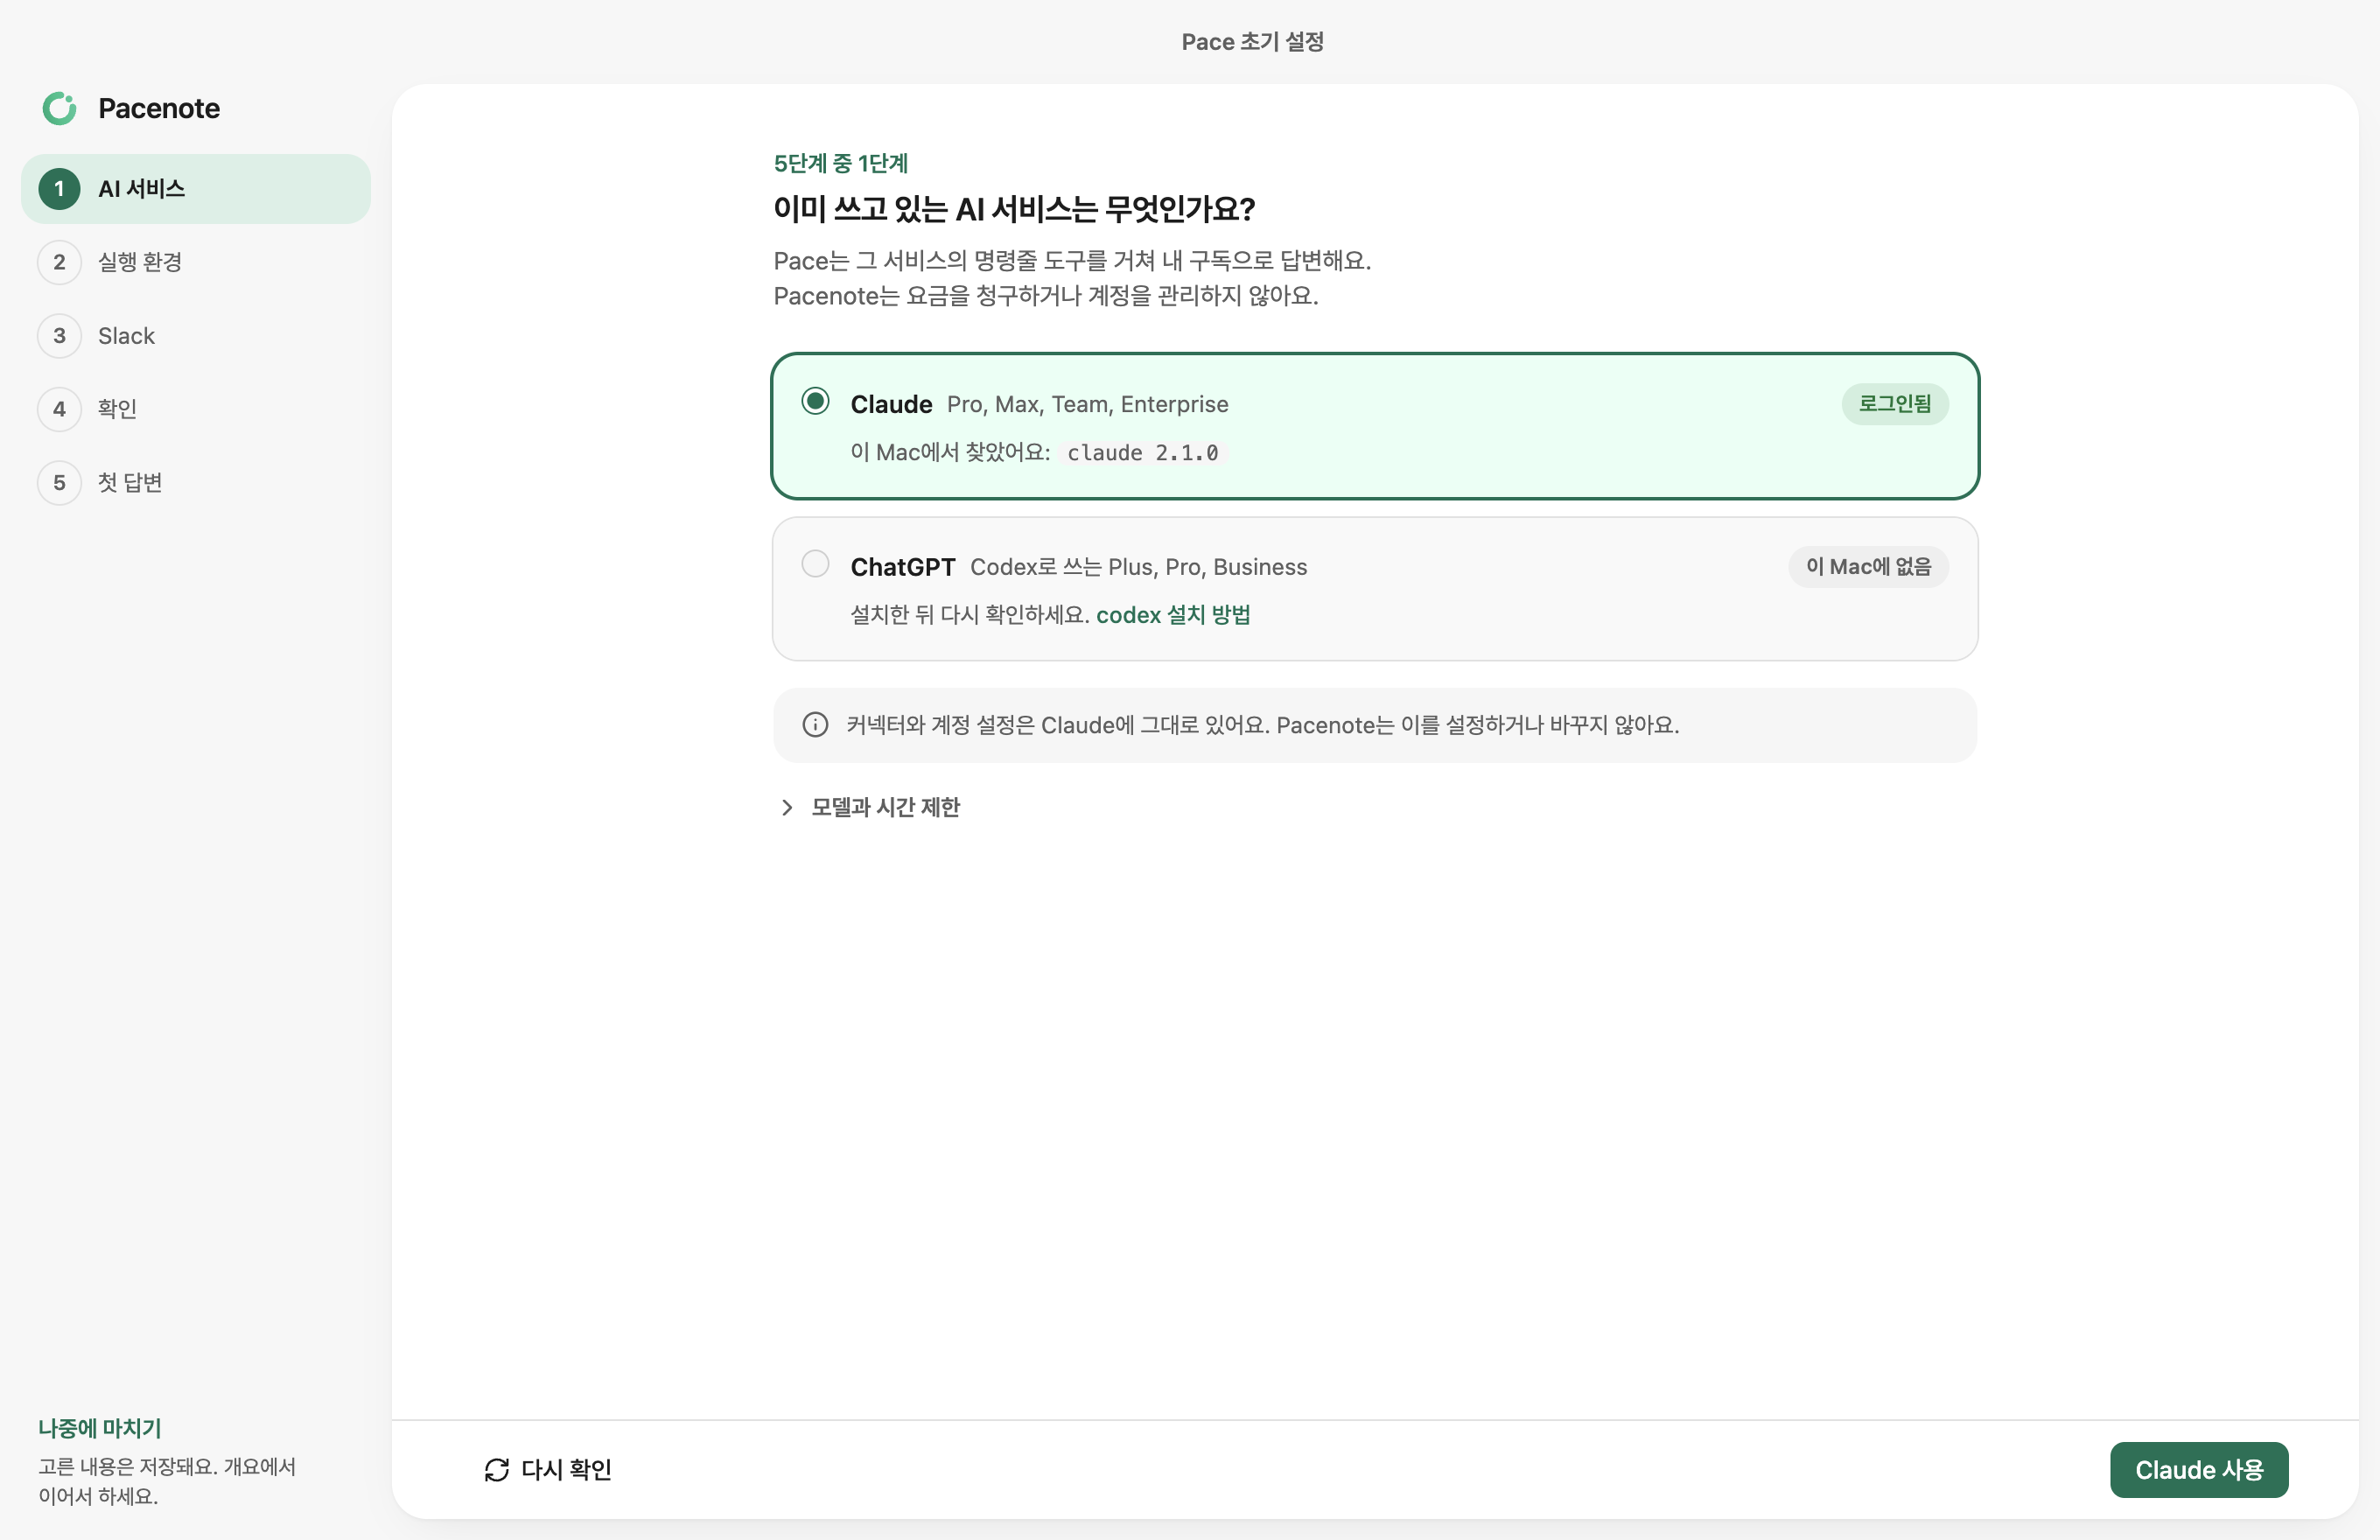 Pace 초기 설정
Pacenote
1 AI 서비스
2 실행 환경
3 Slack
4 확인
5 첫 답변
나중에 마치기
고른 내용은 저장돼요. 개요에서
이어서 하세요.
5단계 중 1단계
이미 쓰고 있는 AI 서비스는 무엇인가요?
Pace는 그 서비스의 명령줄 도구를 거쳐 내 구독으로 답변해요.
Pacenote는 요금을 청구하거나 계정을 관리하지 않아요.
Claude Pro, Max, Team, Enterprise 로그인됨
이 Mac에서 찾았어요: claude 2.1.0
ChatGPT Codex로 쓰는 Plus, Pro, Business 이 Mac에 없음
설치한 뒤 다시 확인하세요. codex 설치 방법
커넥터와 계정 설정은 Claude에 그대로 있어요. Pacenote는 이를 설정하거나 바꾸지 않아요.
모델과 시간 제한
다시 확인
Claude 사용